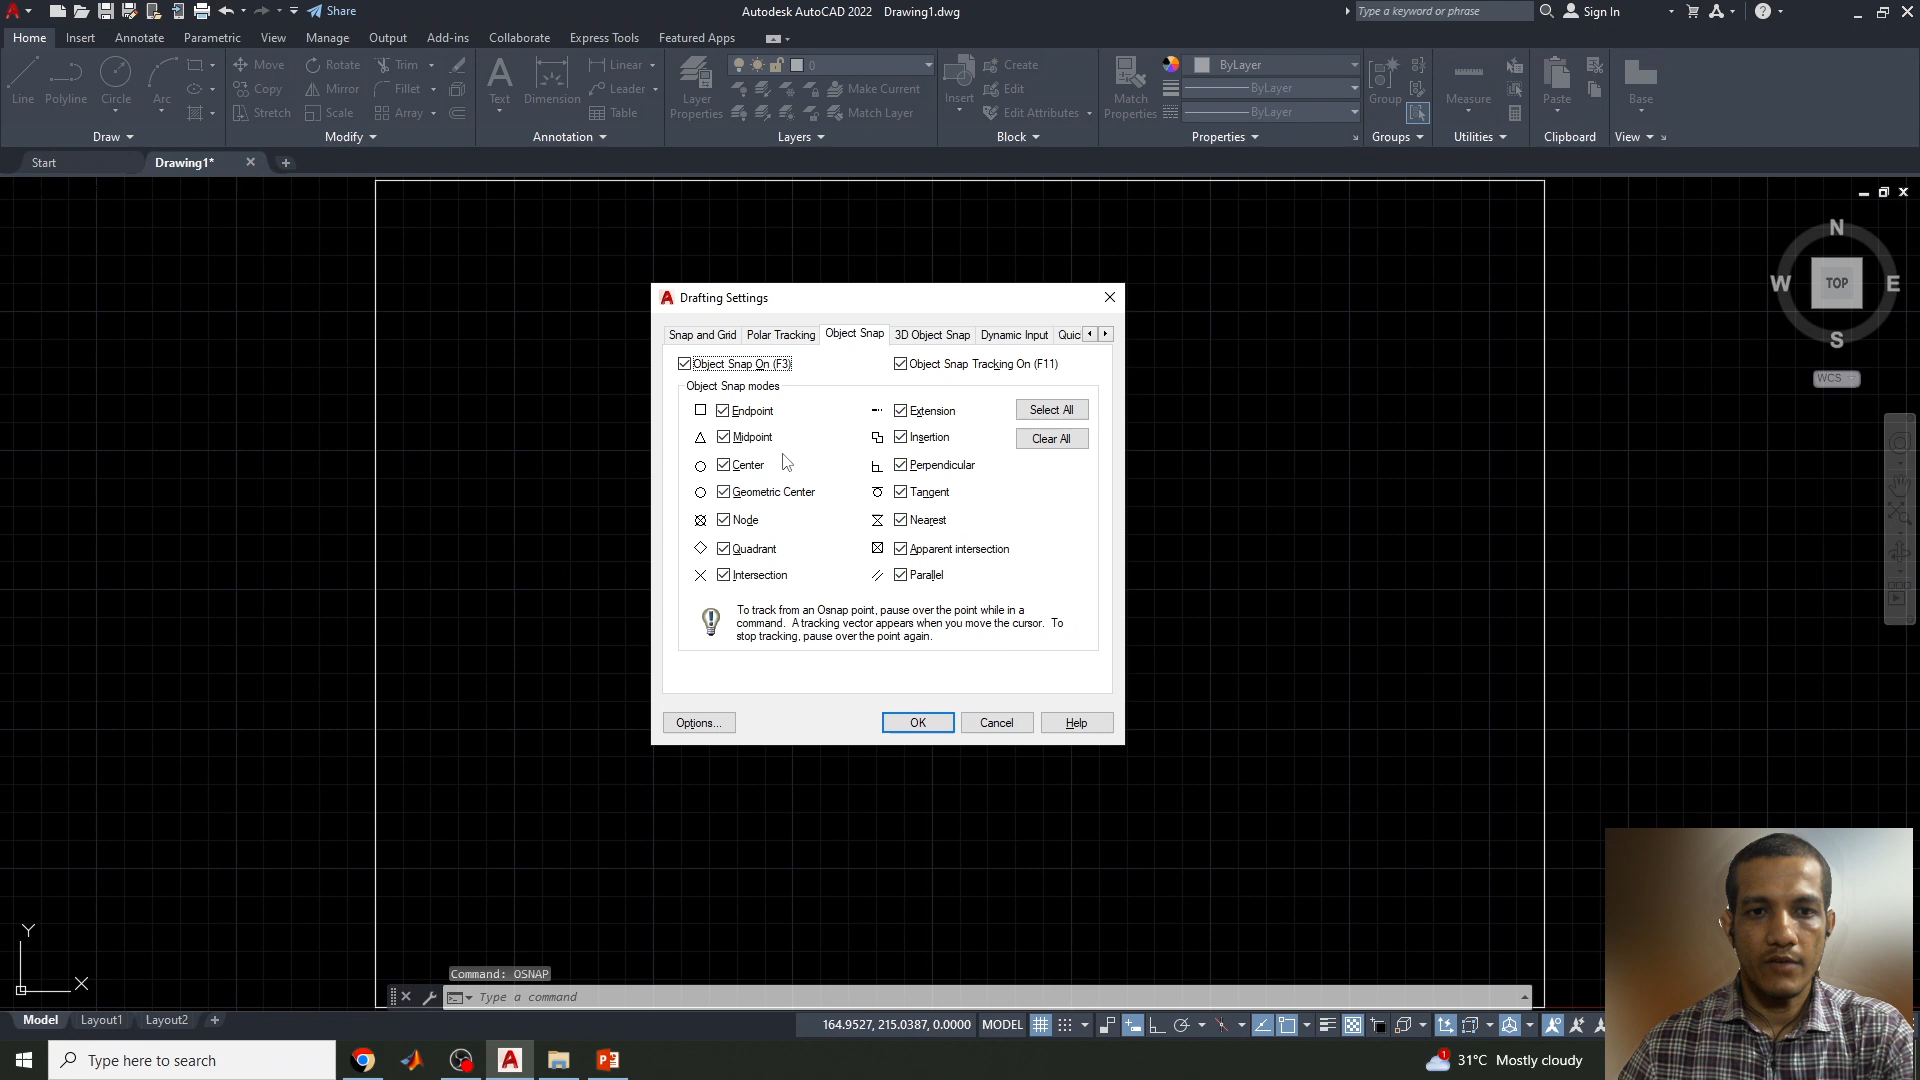 Share
Autodesk AutoCAD 2022 Drawing1.dwg
Type a keyword or phrase
Sign In
Home Insert Annotate Parametric View Manage Output Add-ins Collaborate Express Tools Featured Apps
Line Polyline Circle Arc
Move Rotate Trim
Copy Mirror Fillet
Stretch Scale Array
Text Dimension
Linear
Leader
Table
Layer Properties
0
Make Current
Match Layer
Insert
Create
Edit
Edit Attributes
Match Properties
ByLayer
ByLayer
ByLayer
Group
Measure
Paste
Base
Draw Modify Annotation Layers Block Properties Groups Utilities Clipboard View
Start Drawing1*
N
W TOP E
S
WCS
Drafting Settings
Snap and Grid Polar Tracking Object Snap 3D Object Snap Dynamic Input Quic
Object Snap On (F3) Object Snap Tracking On (F11)
Object Snap modes
Endpoint Extension Select All
Midpoint Insertion Clear All
Center Perpendicular
Geometric Center Tangent
Node Nearest
Quadrant Apparent intersection
Intersection Parallel
To track from an Osnap point, pause over the point while in a
command. A tracking vector appears when you move the cursor. To
stop tracking, pause over the point again.
Options... OK Cancel Help
Y
X
Command: OSNAP
Type a command
Model Layout1 Layout2
164.9527, 215.0387, 0.0000 MODEL
Type here to search
1
31°C Mostly cloudy